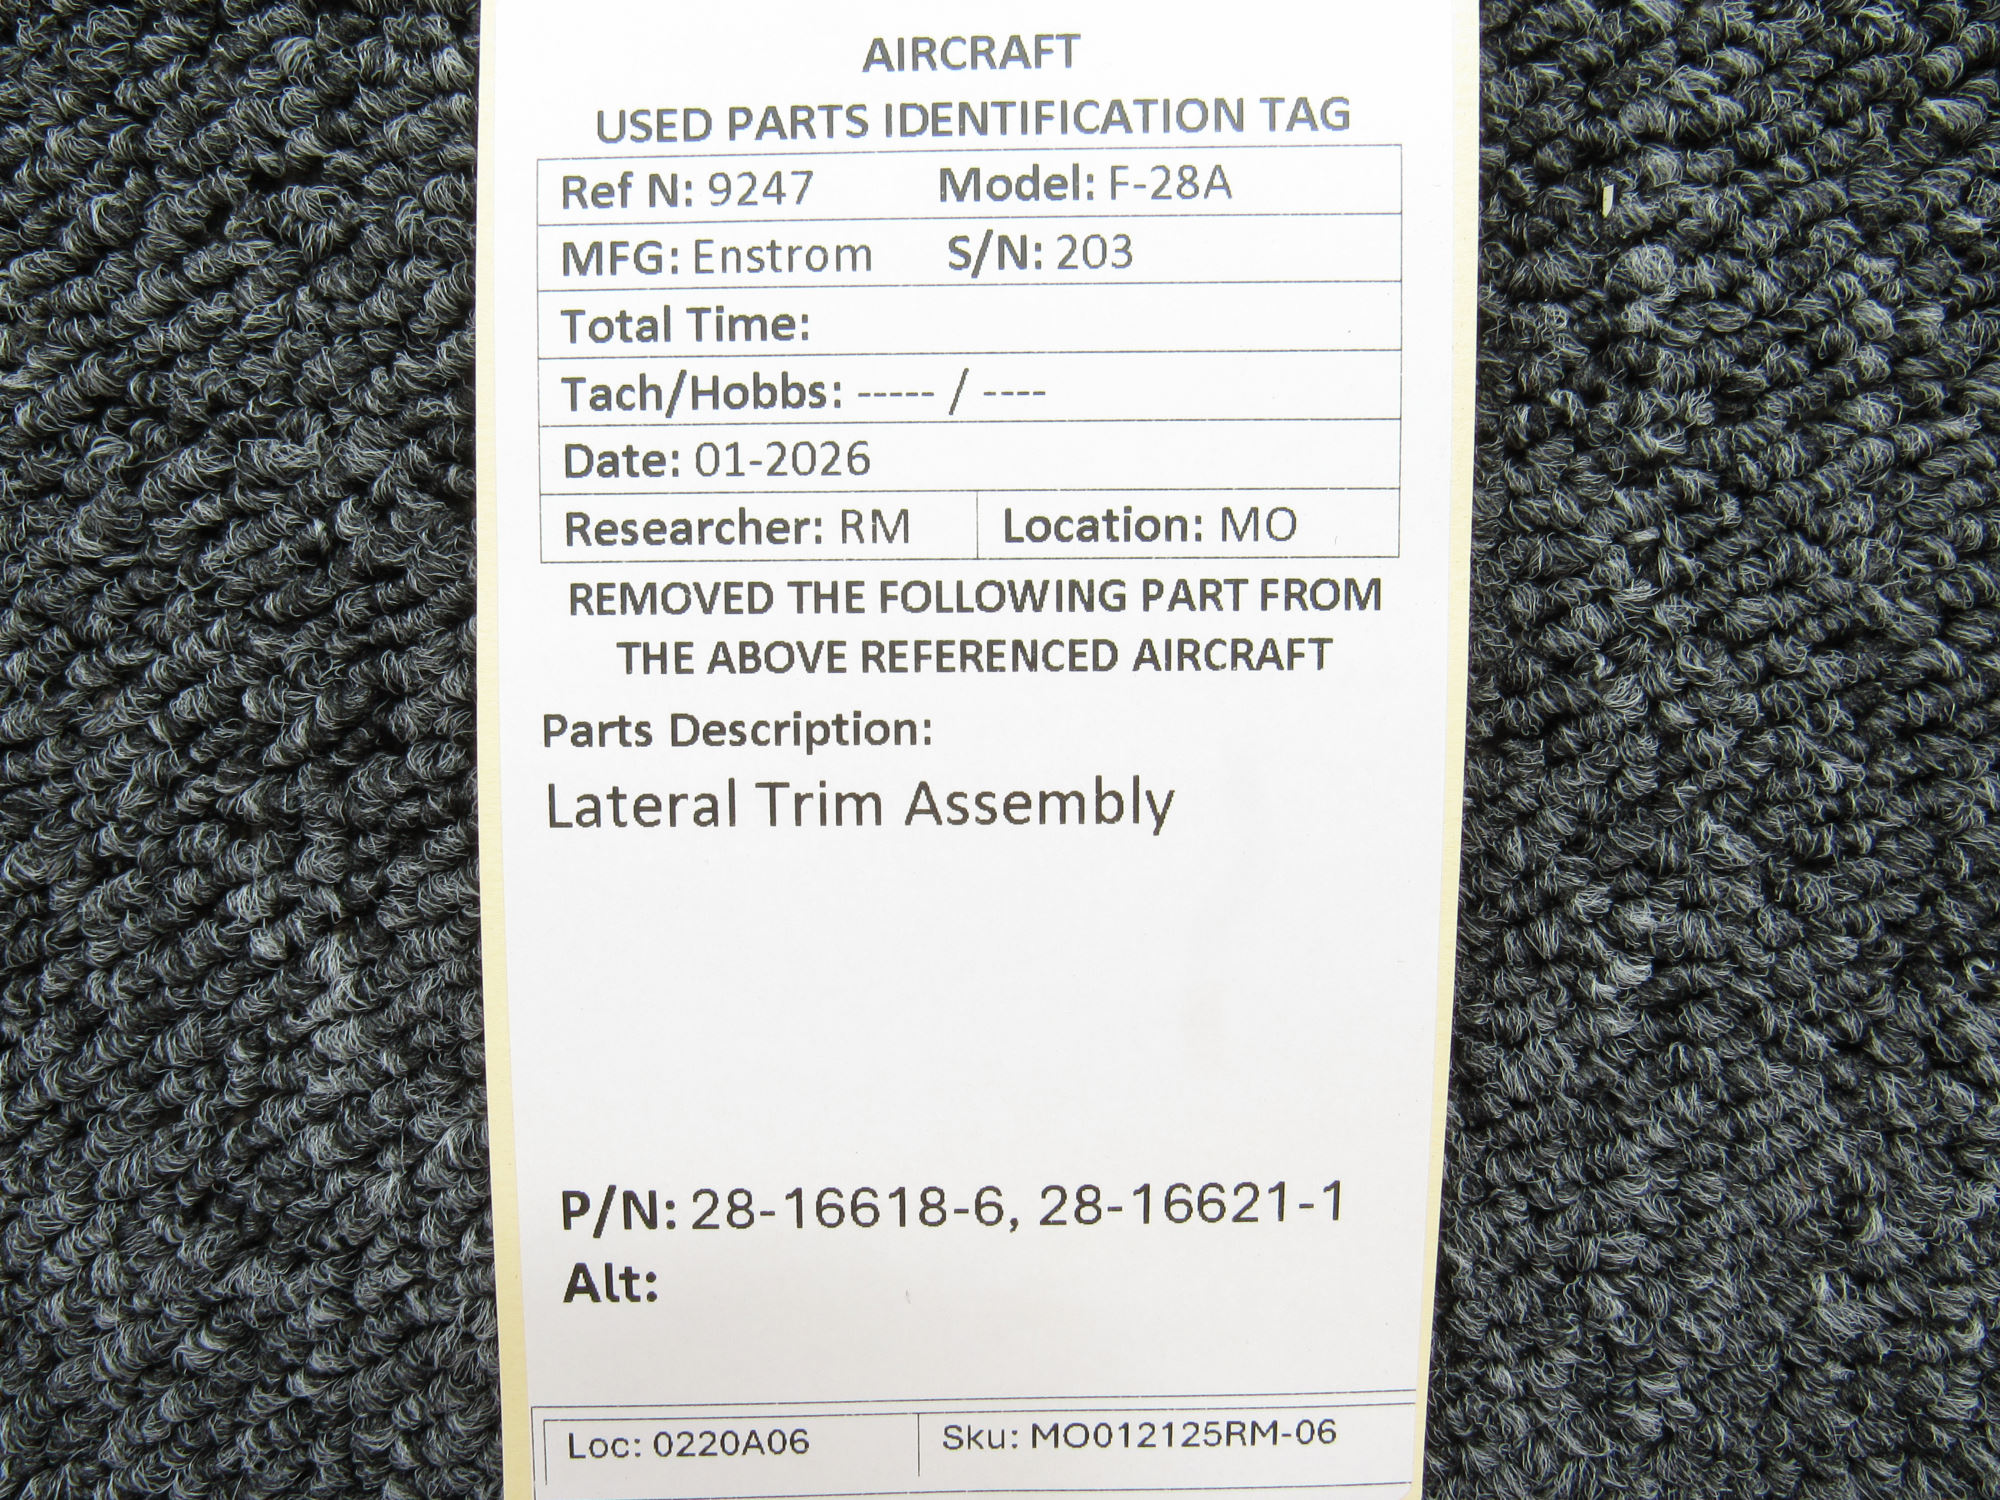 AIRCRAFT
USED PARTS IDENTIFICATION TAG
Ref N: 9247 Model: F-28A
MFG: Enstrom S/N: 203
Total Time:
Tach/Hobbs: ----- / ----
Date: 01-2026
Researcher: RM Location: MO
REMOVED THE FOLLOWING PART FROM
THE ABOVE REFERENCED AIRCRAFT
Parts Description:
Lateral Trim Assembly
P/N: 28-16618-6, 28-16621-1
Alt:
Loc: 0220A06 Sku: MO012125RM-06